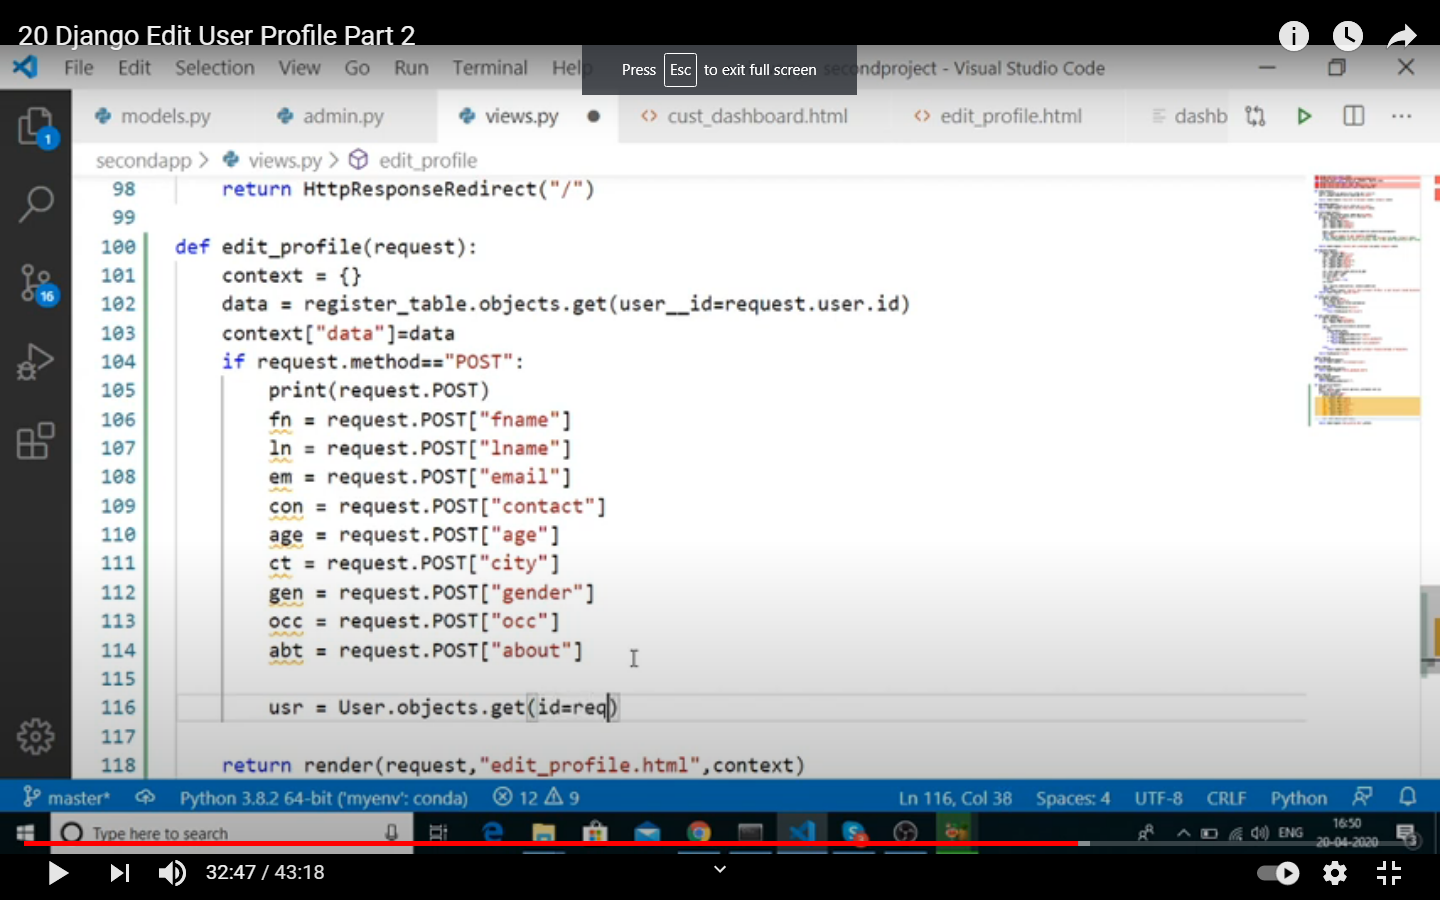 20 Django Edit User Profile Part 2
Press Esc to exit full screen
File Edit Selection View Go Run Terminal Help secondproject - Visual Studio Code
models.py admin.py views.py cust_dashboard.html edit_profile.html dashb
secondapp > views.py > edit_profile
98 return HttpResponseRedirect("/")
99
100 def edit_profile(request):
101 context = {}
102 data = register_table.objects.get(user__id=request.user.id)
103 context["data"]=data
104 if request.method=="POST":
105 print(request.POST)
106 fn = request.POST["fname"]
107 ln = request.POST["lname"]
108 em = request.POST["email"]
109 con = request.POST["contact"]
110 age = request.POST["age"]
111 ct = request.POST["city"]
112 gen = request.POST["gender"]
113 occ = request.POST["occ"]
114 abt = request.POST["about"]
115
116 usr = User.objects.get(id=req)
117
118 return render(request,"edit_profile.html",context)
1
16
master* Python 3.8.2 64-bit ('myenv': conda) 12 9 Ln 116, Col 38 Spaces: 4 UTF-8 CRLF Python
Type here to search ENG 16:50
20-04-2020
32:47 / 43:18